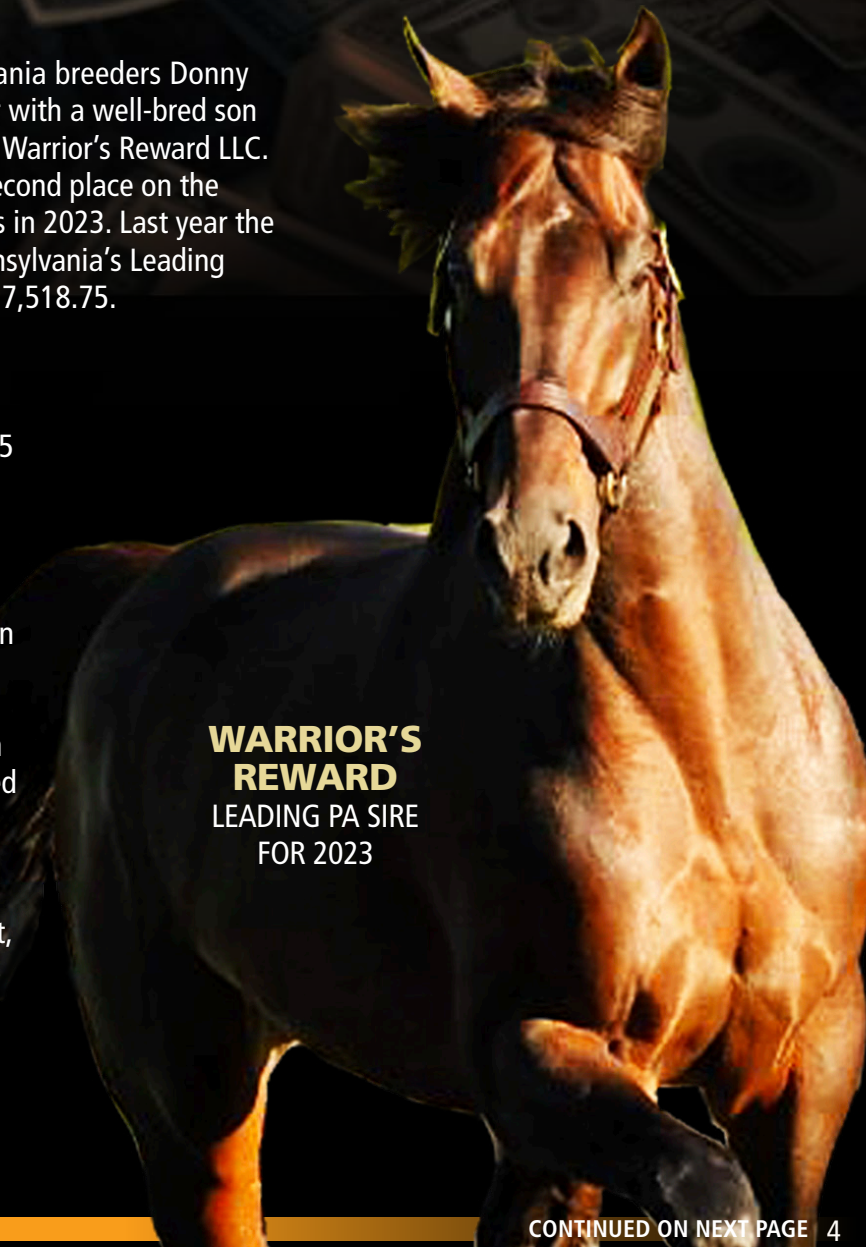 ania breeders Donny
with a well-bred son
Warrior's Reward LLC.
econd place on the
s in 2023. Last year the
nsylvania's Leading
7,518.75.
5
n
ed
t,
WARRIOR'S
REWARD
LEADING PA SIRE
FOR 2023
CONTINUED ON NEXT PAGE 4